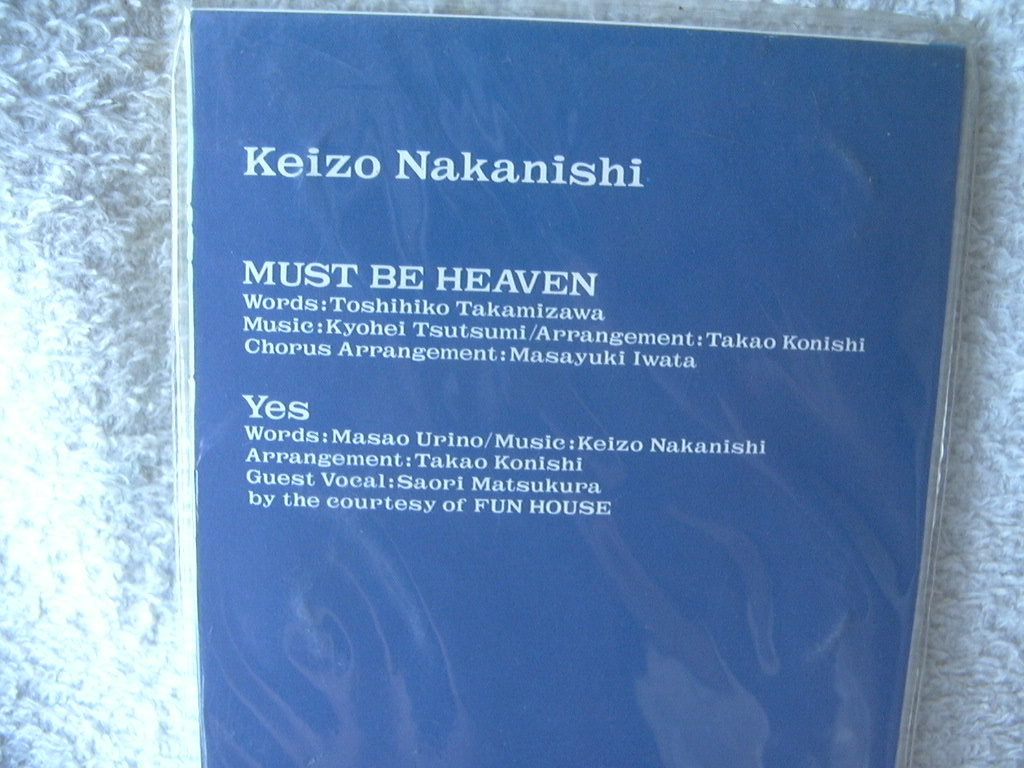 Keizo Nakanishi
MUST BE HEAVEN
Words:Toshihiko Takamizawa
Music:Kyohei Tsutsumi/Arrangement:Takao Konishi
Chorus Arrangement:Masayuki Iwata
Yes
Words:Masao Urino/Music:Keizo Nakanishi
Arrangement:Takao Konishi
Guest Vocal:Saori Matsukura
by the courtesy of FUN HOUSE